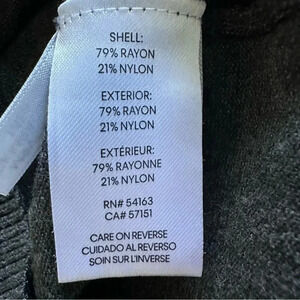 SHELL:
79% RAYON
21% NYLON
EXTERIOR:
79% RAYON
21% NYLON
EXTÉRIEUR:
79% RAYONNE
21% NYLON
RN# 54163
CA# 57151
CARE ON REVERSE
CUIDADO AL REVERSO
SOIN SUR L'INVERSE